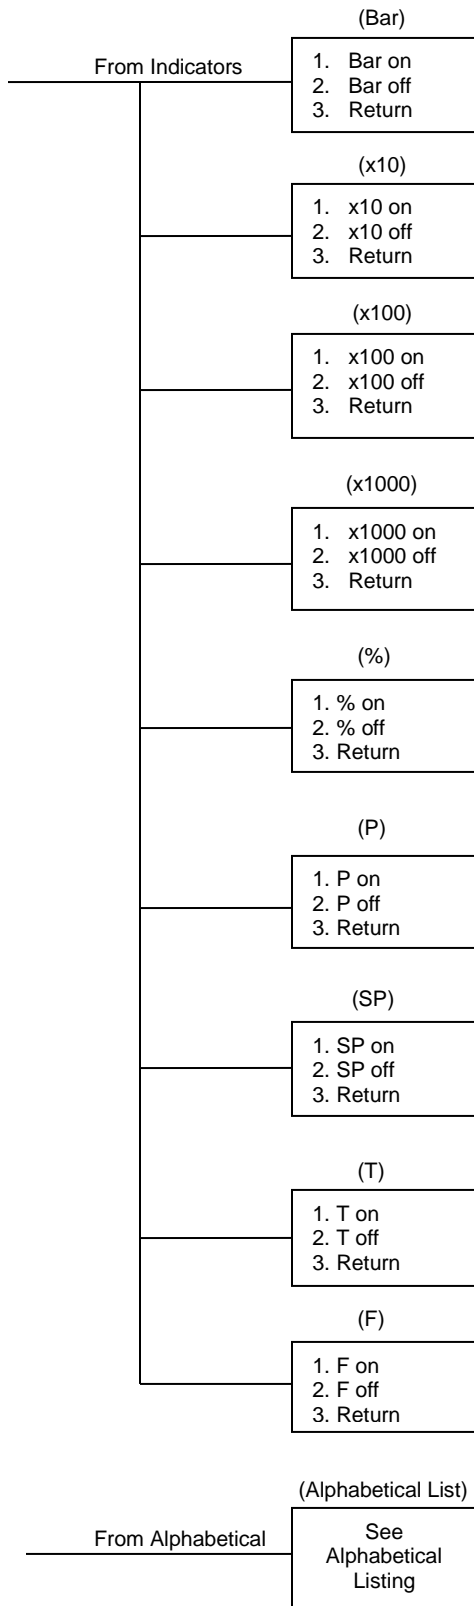 (Bar)
From Indicators
1. Bar on
2. Bar off
3. Return
(x10)
1. x10 on
2. x10 off
3. Return
(x100)
1. x100 on
2. x100 off
3. Return
(x1000)
1. x1000 on
2. x1000 off
3. Return
(%)
1. % on
2. % off
3. Return
(P)
1. P on
2. P off
3. Return
(SP)
1. SP on
2. SP off
3. Return
(T)
1. T on
2. T off
3. Return
(F)
1. F on
2. F off
3. Return
(Alphabetical List)
From Alphabetical
See
Alphabetical
Listing